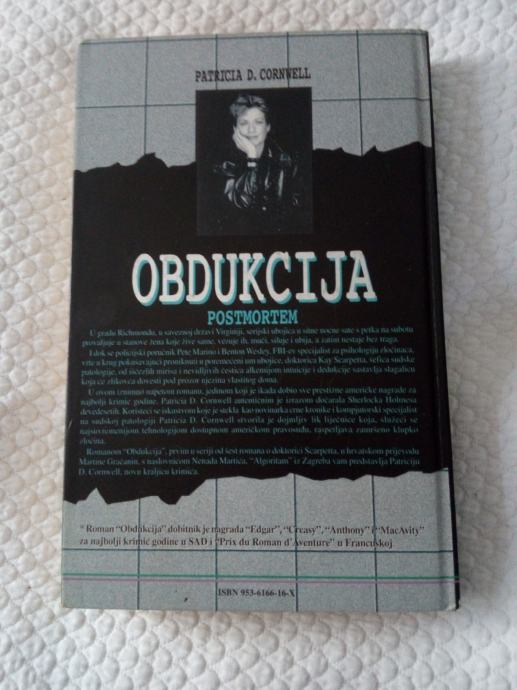 PATRICIA D. CORNWELL
OBDUKCIJA
POSTMORTEM
U gradu Richmondu, u saveznoj državi Virginiji, serijski ubojica u sitne noćne sate s petka na subotu
provaljuje u stanove žena koje žive same, vezuje ih, muči, siluje i ubija, a zatim nestaje bez traga.
I dok se policijski poručnik Pete Marino i Benton Wesley, FBI-ev specijalist za psihologiju zločinaca,
vrte u krug pokušavajući proniknuti u poremećeni um ubojice, doktorica Kay Scarpetta, šefica sudske
patologije, od iščezlih mirisa i nevidljivih čestica alkemijom intuicije i dedukcije sastavlja slagalicu
koja će zlikovca dovesti pod prozor njezina vlastitog doma.
U ovom iznimno napetom romanu, jedinom koji je ikada dobio sve prestižne američke nagrade za
najbolji krimić godine, Patricia D. Cornwell autentičnim je izrazom dočarala Sherlocka Holmesa
devedesetih. Koristeći se iskustvom koje je stekla kao novinarka crne kronike i kompjutorski specijalist
na sudskoj patologiji Patricia D. Cornwell stvorila je dojmljiv lik liječnice koja, služeći se
najsuvremenijom tehnologijom dostupnom američkom pravosuđu, raspetljava zamršeno klupko
zločina.
Romanom "Obdukcija", prvim u seriji od šest romana o doktorici Scarpetti, u hrvatskom prijevodu
Martine Gračanin, s naslovnicom Nenada Martića, "Algoritam" iz Zagreba vam predstavlja Patriciju
D. Cornwell, novu kraljicu krimića.
* Roman "Obdukcija" dobitnik je nagrada "Edgar", "Creasy", "Anthony" i "MacAvity"
za najbolji krimić godine u SAD i "Prix du Roman d'Aventure" u Francuskoj.
ISBN 953-6166-16-X